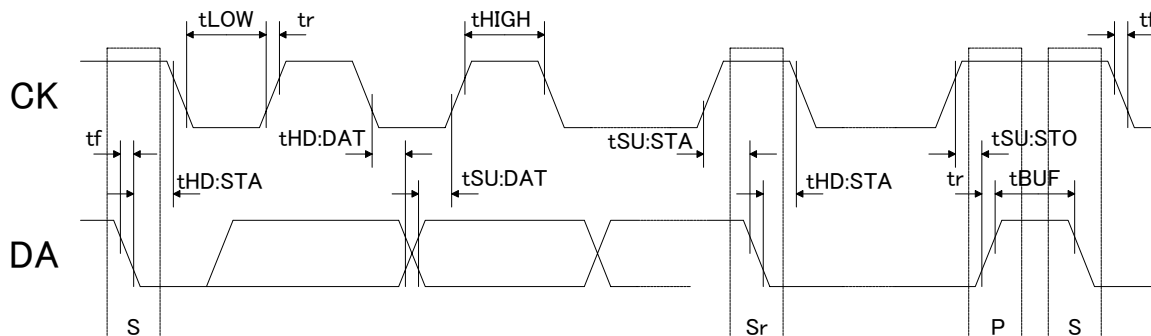 tLOW tr tHIGH tf
CK
tf tHD:DAT tSU:STA tSU:STO
tHD:STA tSU:DAT tHD:STA tr tBUF
DA
S Sr P S